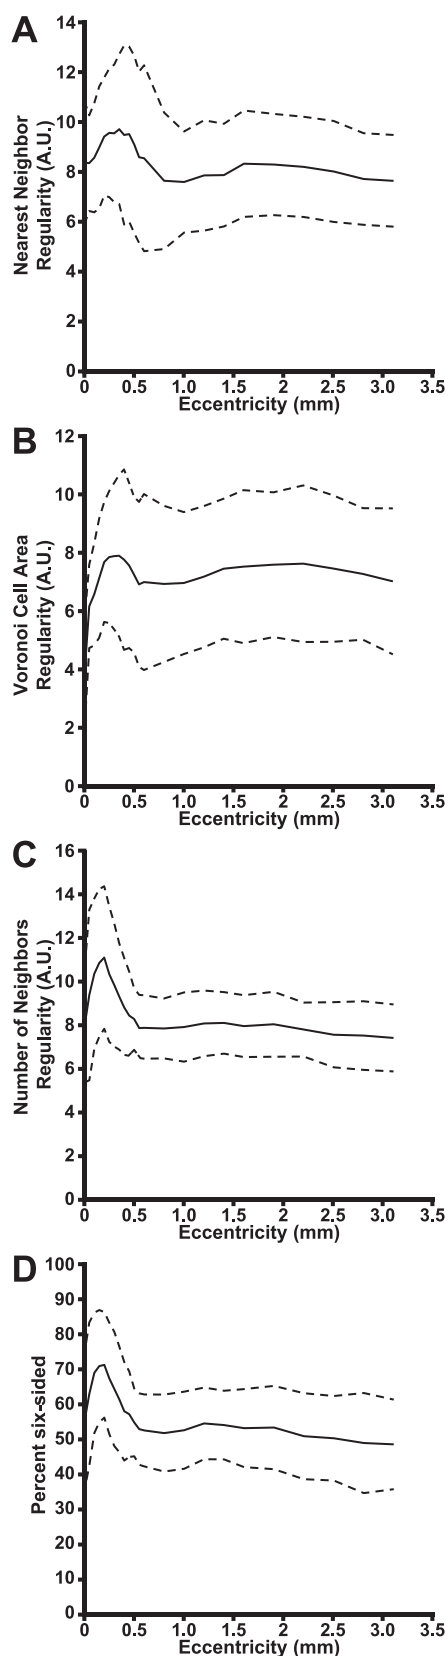 A
Nearest Neighbor
Regularity (A.U.)
14
12
10
8
6
4
2
0
0 0.5 1.0 1.5 2 2.5 3.0 3.5
Eccentricity (mm)
B
Voronoi Cell Area
Regularity (A.U.)
12
10
8
6
4
2
0
0 0.5 1.0 1.5 2 2.5 3.0 3.5
Eccentricity (mm)
C
Number of Neighbors
Regularity (A.U.)
16
14
12
10
8
6
4
2
0
0 0.5 1.0 1.5 2 2.5 3.0 3.5
Eccentricity (mm)
D
Percent six-sided
100
90
80
70
60
50
40
30
20
10
0
0 0.5 1.0 1.5 2 2.5 3.0 3.5
Eccentricity (mm)